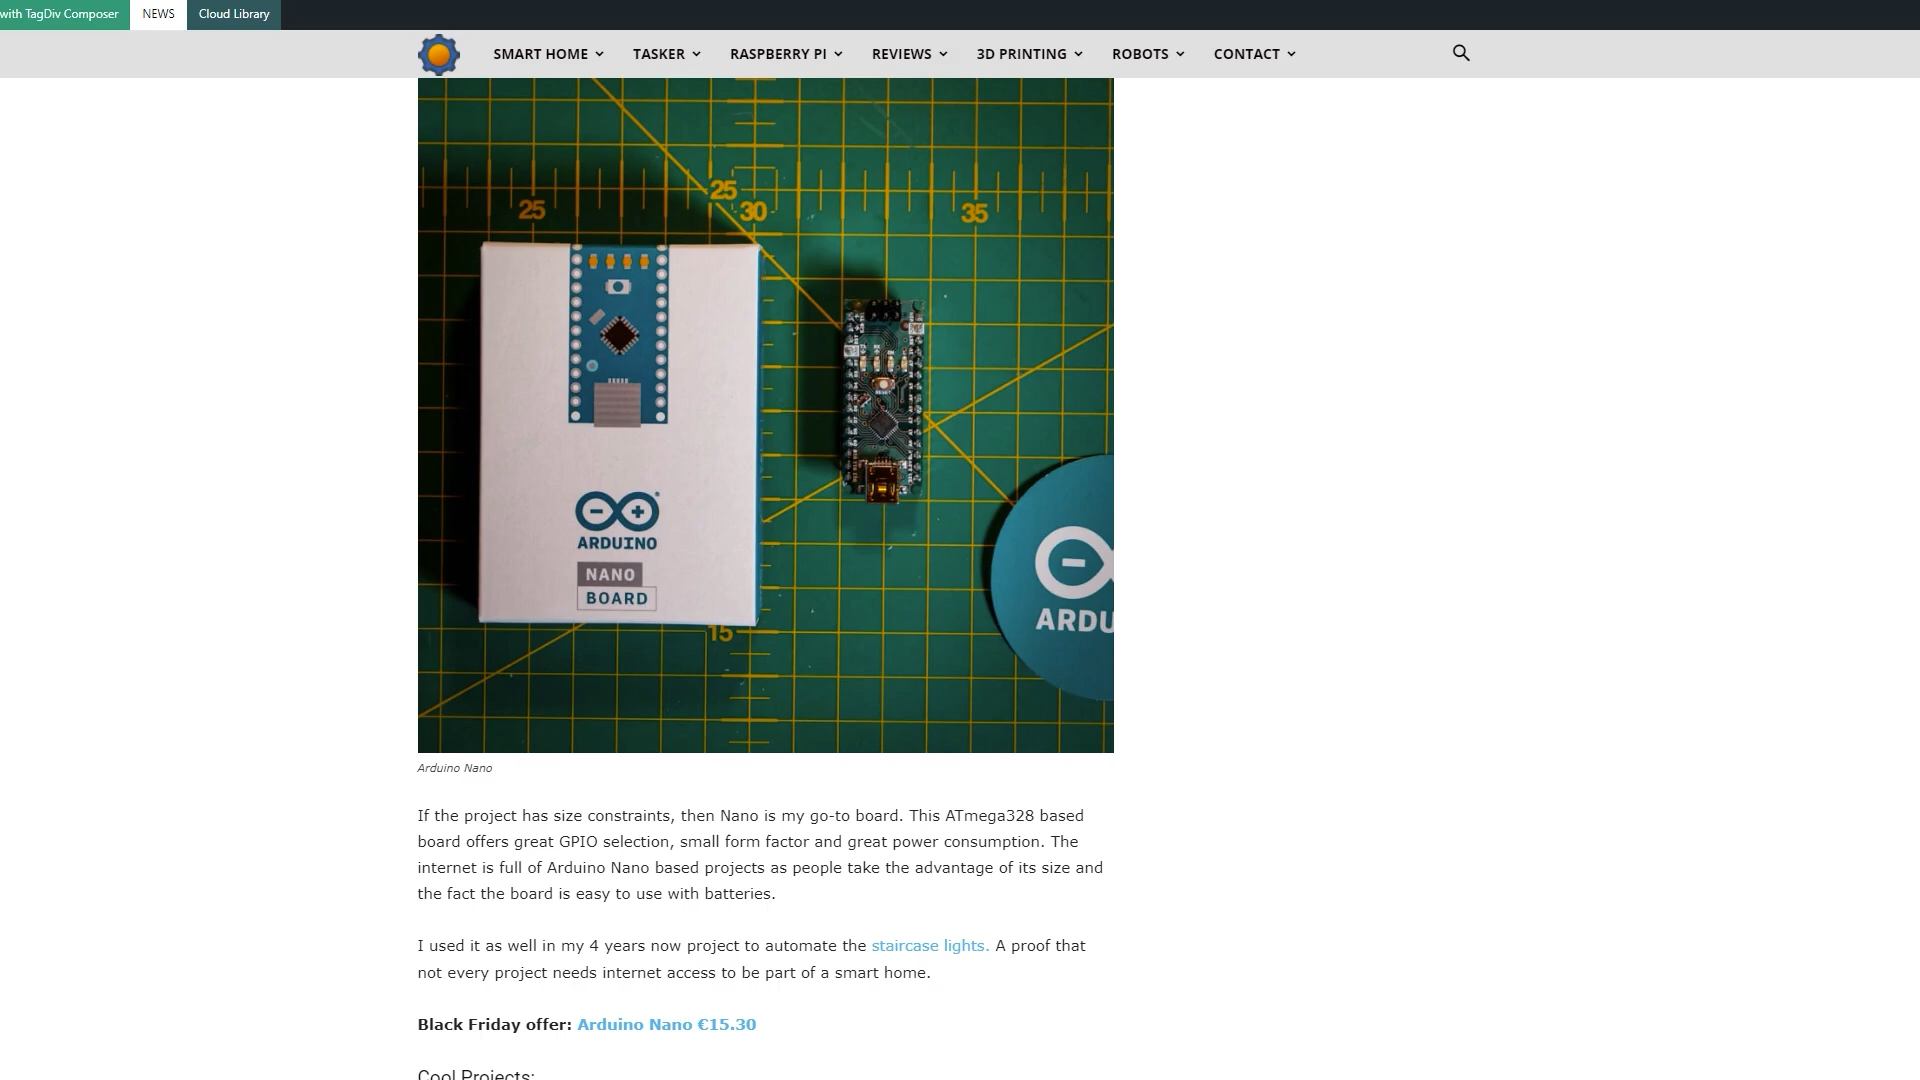 with TagDiv Composer NEWS Cloud Library
SMART HOME TASKER RASPBERRY PI REVIEWS 3D PRINTING ROBOTS CONTACT
25 25 30 35
ARDUINO
NANO
BOARD
15
ARDU
Arduino Nano
If the project has size constraints, then Nano is my go-to board. This ATmega328 based
board offers great GPIO selection, small form factor and great power consumption. The
internet is full of Arduino Nano based projects as people take the advantage of its size and
the fact the board is easy to use with batteries.
I used it as well in my 4 years now project to automate the staircase lights. A proof that
not every project needs internet access to be part of a smart home.
Black Friday offer: Arduino Nano €15.30
Cool Projects: